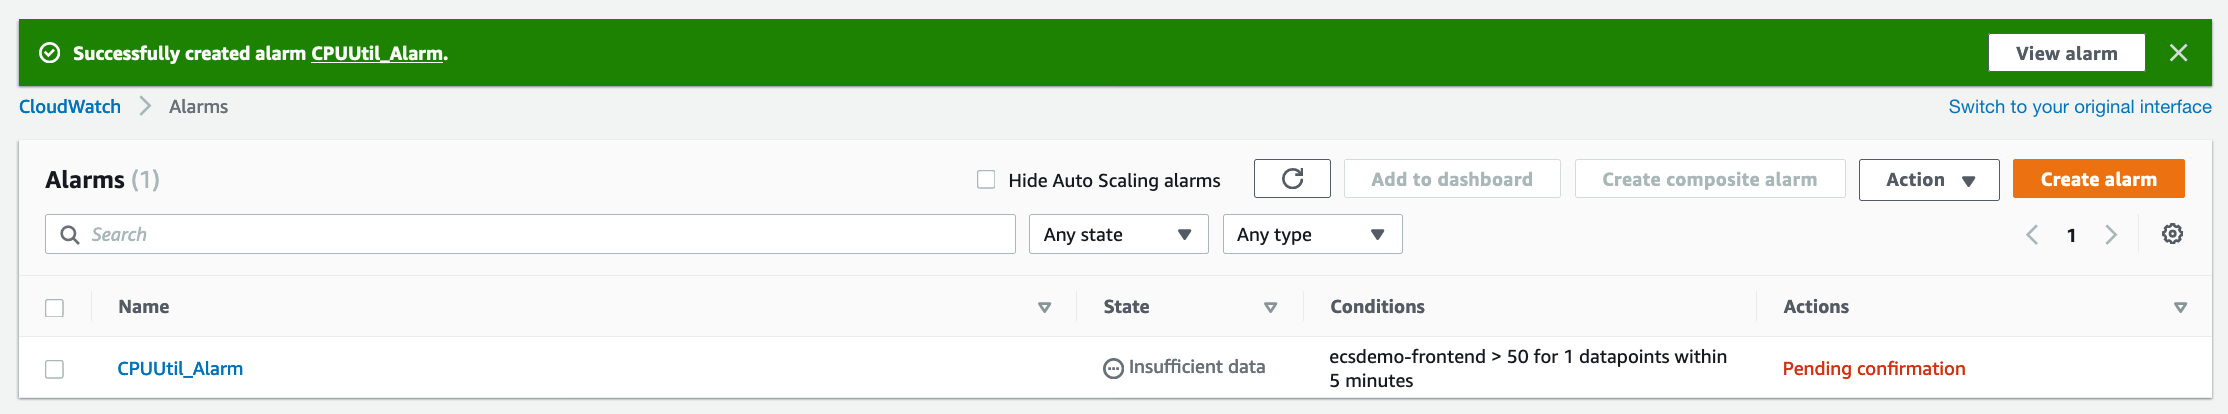 Successfully created alarm CPUUtil_Alarm.
View alarm
CloudWatch
Alarms
Switch to your original interface
Alarms (1)
Hide Auto Scaling alarms
Add to dashboard
Create composite alarm
Action
Create alarm
Search
Any state
Any type
1
Name
State
Conditions
Actions
CPUUtil_Alarm
Insufficient data
ecsdemo-frontend > 50 for 1 datapoints within
5 minutes
Pending confirmation